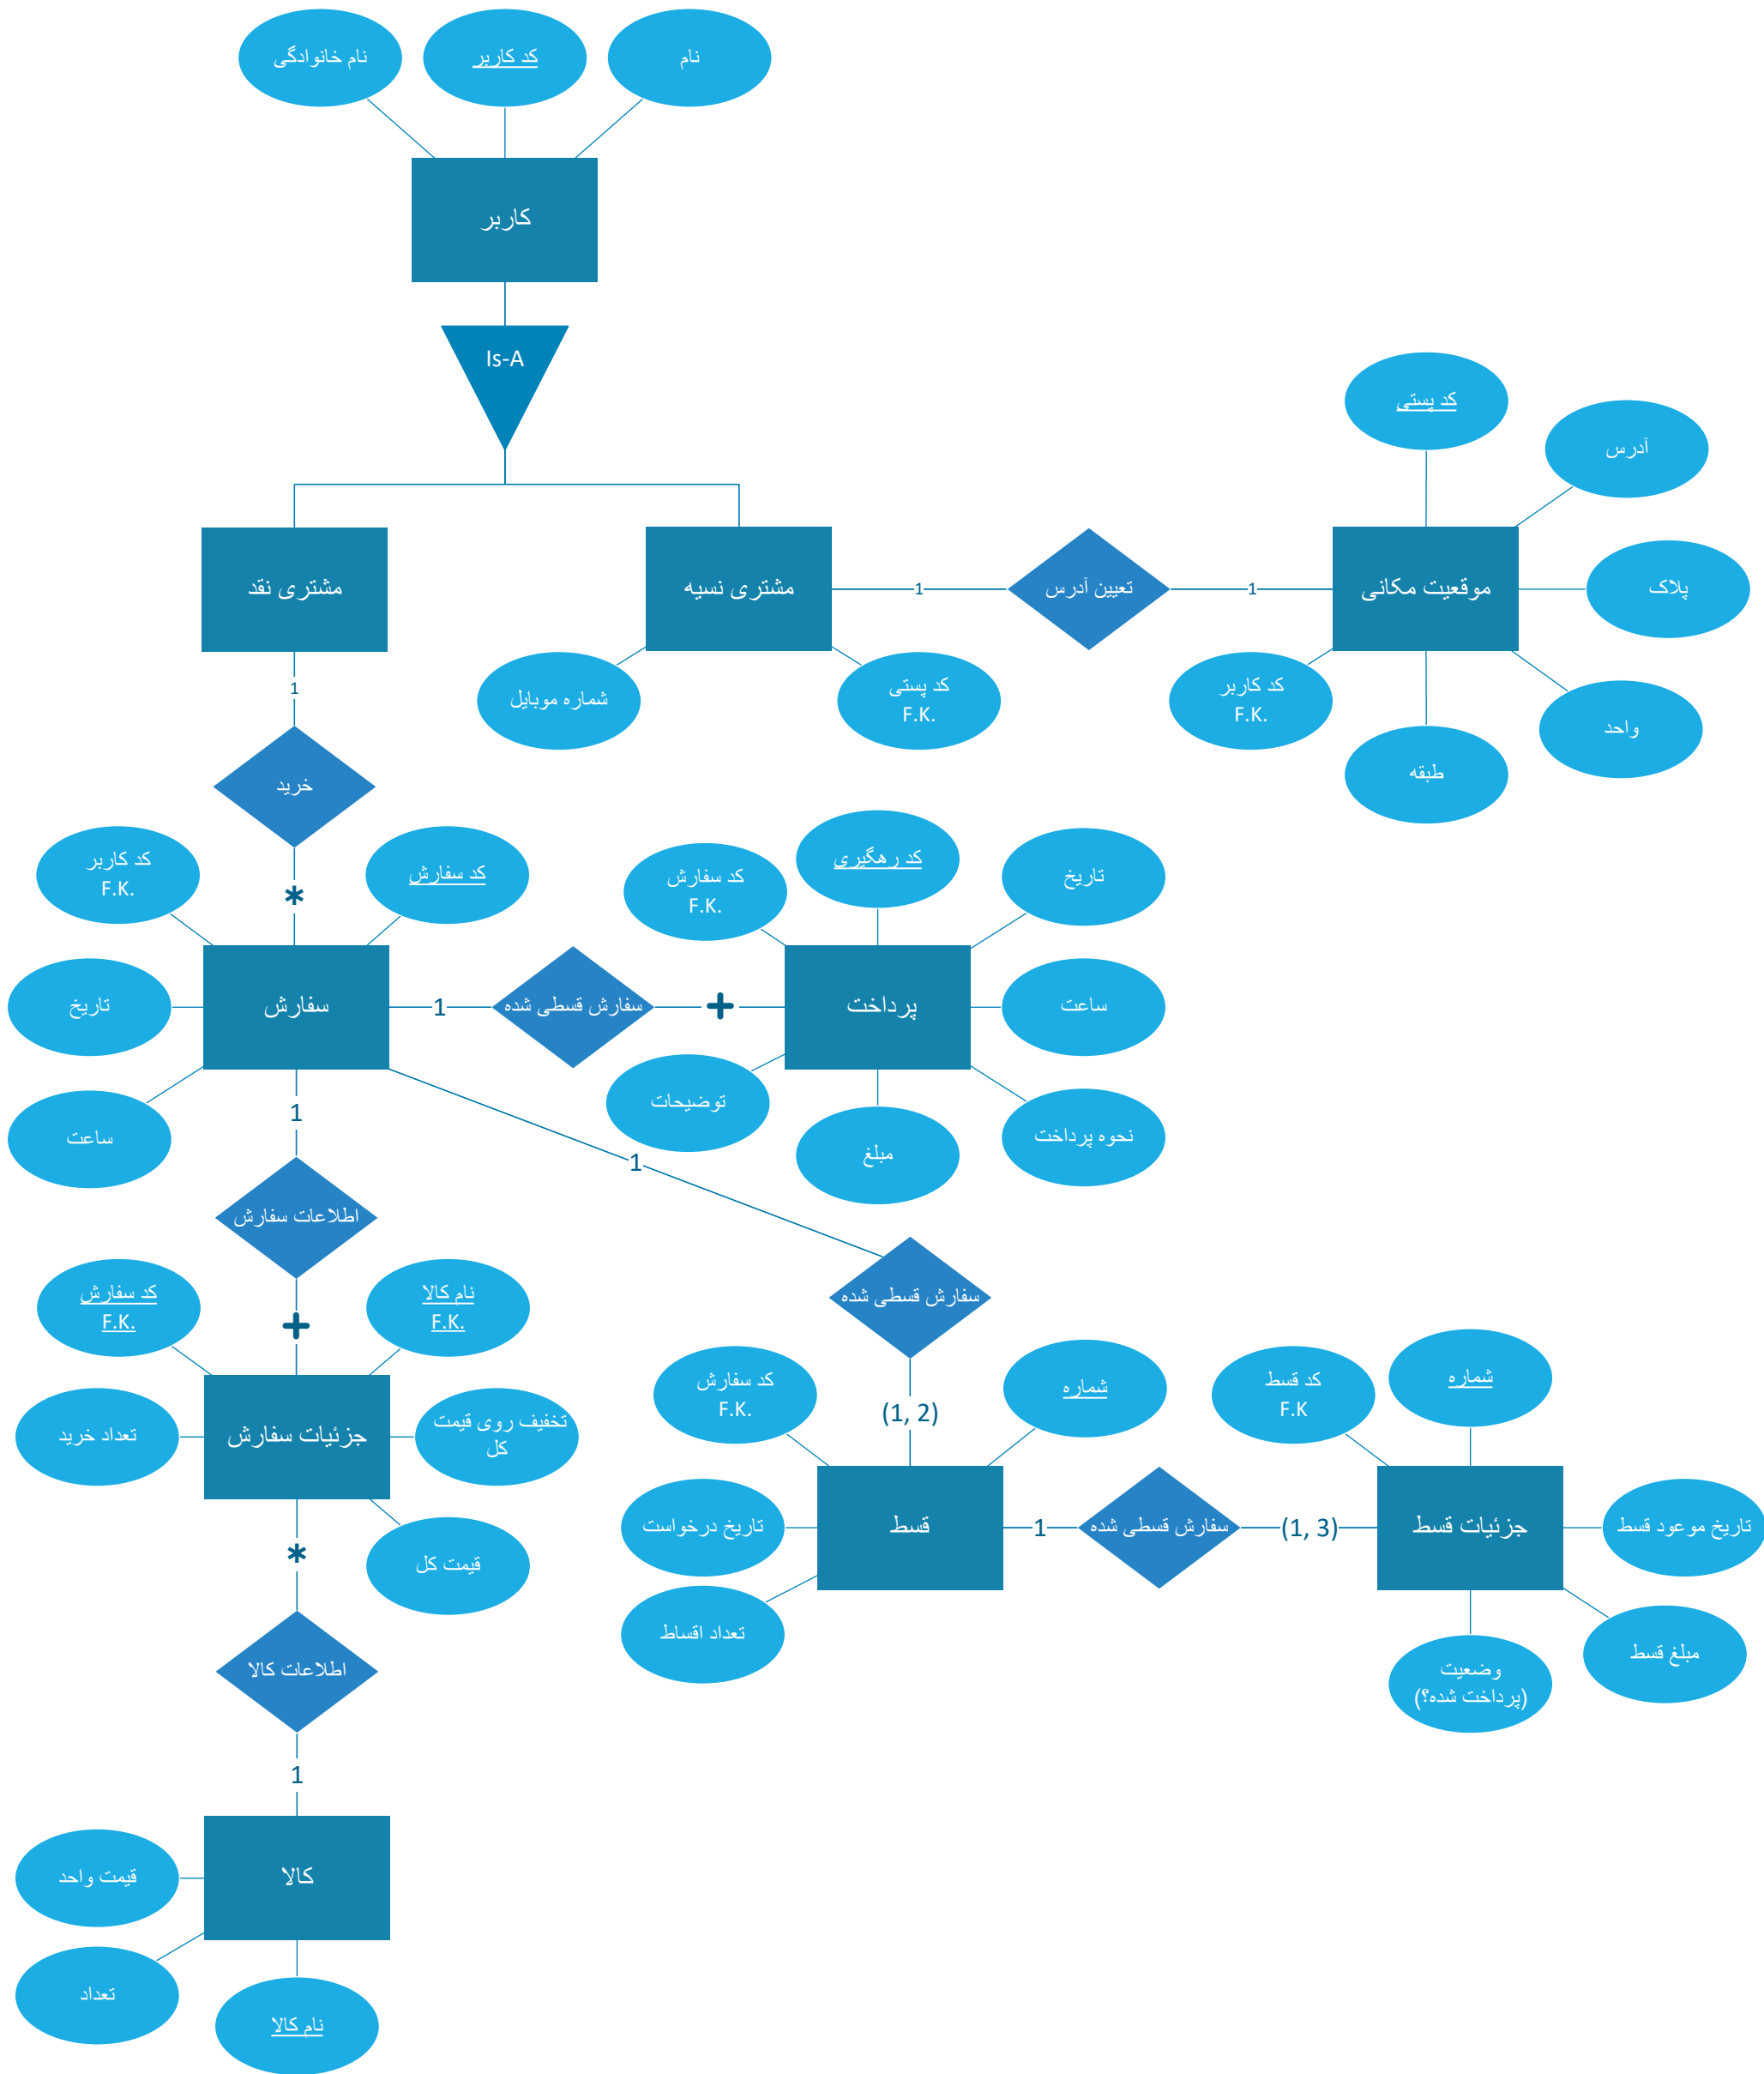 نام خانوادگی
کد کاربر
نام
کاربر
Is-A
کد پستی
آدرس
مشتری نقد
مشتری نسیه
1
تعیین آدرس
1
موقعیت مکانی
پلاک
شماره موبایل
کد پستی
F.K.
کد کاربر
F.K.
واحد
طبقه
1
خرید
*
کد کاربر
F.K.
کد سفارش
کد سفارش
F.K.
کد رهگیری
تاریخ
تاریخ
سفارش
1
سفارش قسطی شده
+
پرداخت
ساعت
ساعت
توضیحات
مبلغ
نحوه پرداخت
1
1
اطلاعات سفارش
+
سفارش قسطی شده
(1, 2)
کد سفارش
F.K.
نام کالا
F.K.
تعداد خرید
جزئیات سفارش
تخفیف روی قیمت
کل
قیمت کل
کد سفارش
F.K.
شماره
کد قسط
F.K
شماره
تاریخ درخواست
قسط
1
سفارش قسطی شده
(1, 3)
جزئیات قسط
تاریخ موعود قسط
تعداد اقساط
وضعیت
(پرداخت شده؟)
مبلغ قسط
*
اطلاعات کالا
1
قیمت واحد
کالا
تعداد
نام کالا